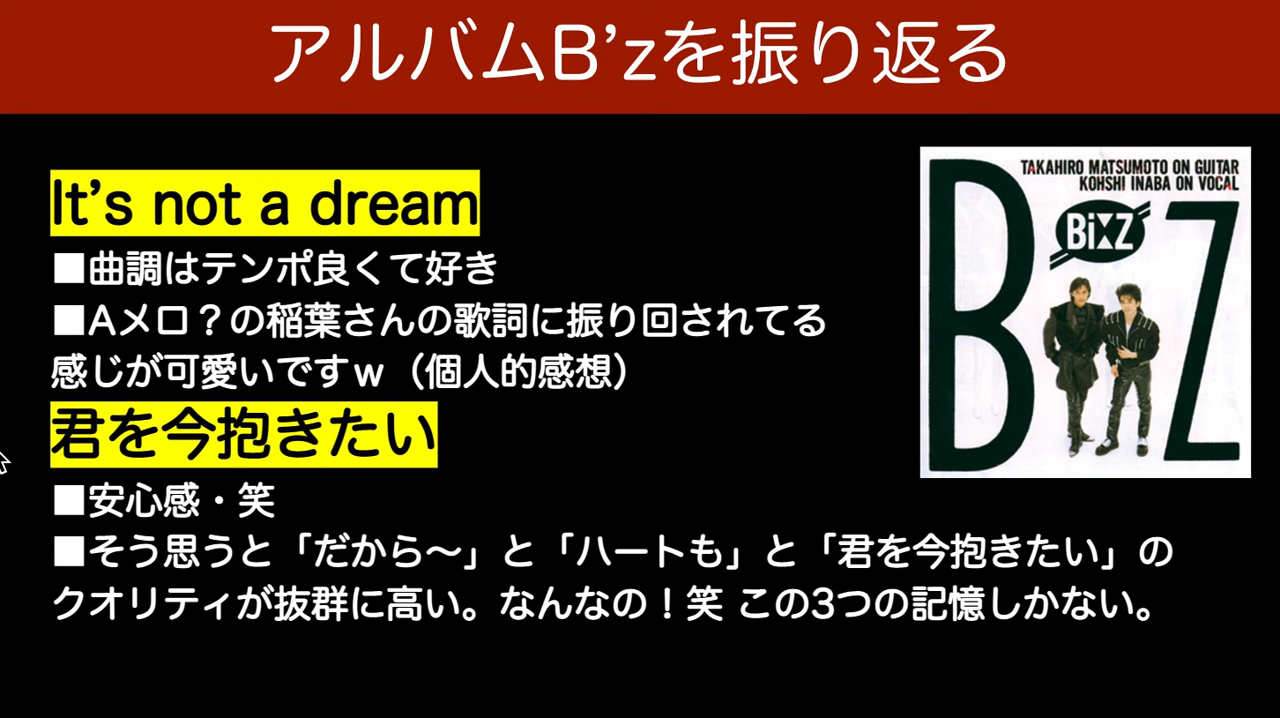 アルバムB’zを振り返る
It’s not a dream
■曲調はテンポ良くて好き
■Aメロ？の稲葉さんの歌詞に振り回されてる
感じが可愛いですｗ（個人的感想）
君を今抱きたい
■安心感・笑
■そう思うと「だから〜」と「ハートも」と「君を今抱きたい」の
クオリティが抜群に高い。なんなの！笑 この3つの記憶しかない。
TAKAHIRO MATSUMOTO ON GUITAR
KOHSHI INABA ON VOCAL
B'z
BZ